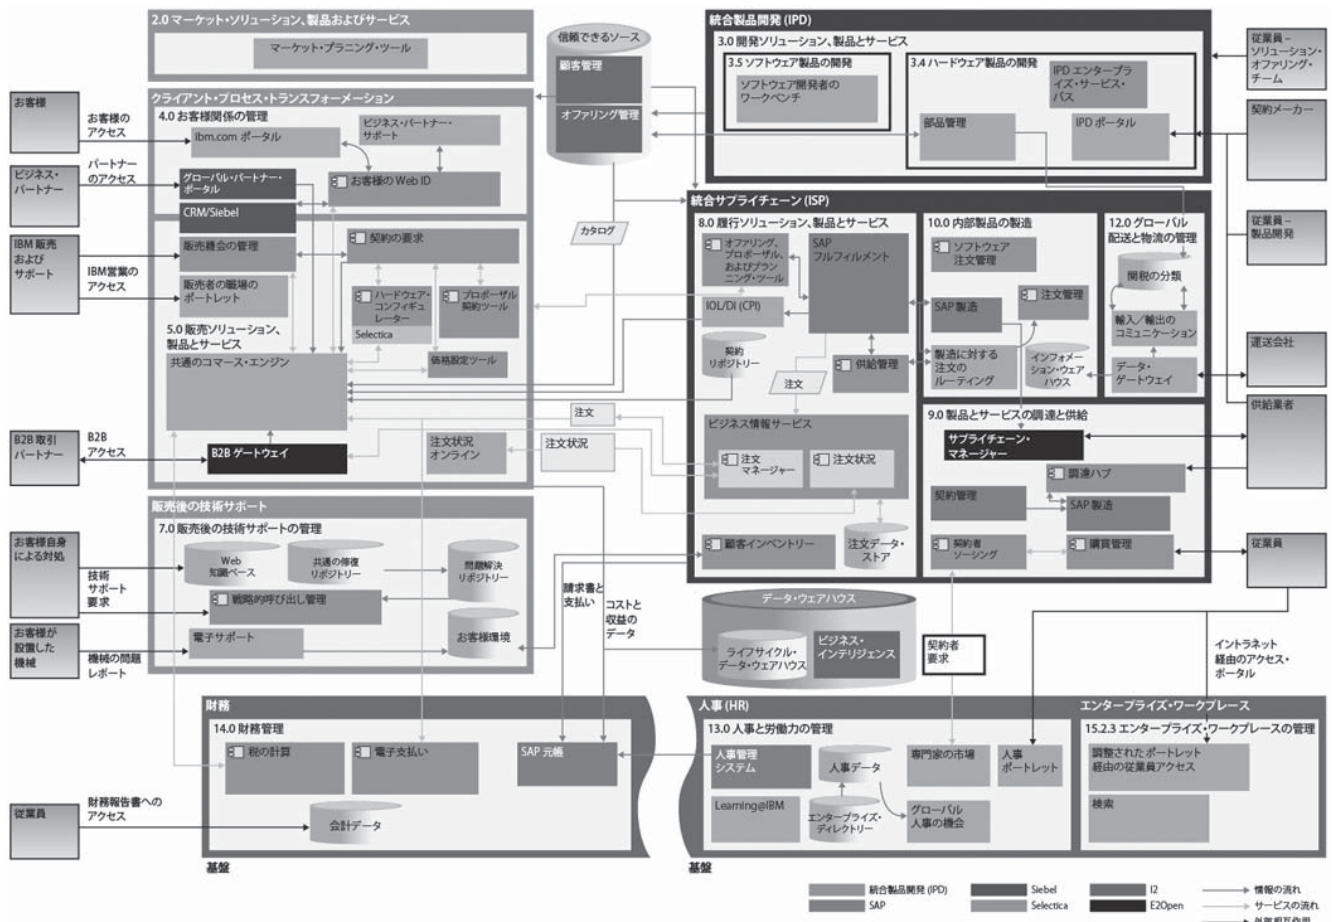 2.0 マーケット・ソリューション、製品およびサービス
マーケット・プラニング・ツール
信頼できるソース
顧客管理
オファリング管理
統合製品開発 (IPD)
3.0 開発ソリューション、製品とサービス
3.5 ソフトウェア製品の開発
ソフトウェア開発者の
ワークベンチ
3.4 ハードウェア製品の開発
IPD エンタープラ
イズ・サービス・
バス
部品管理
IPD ポータル
従業員 –
ソリューション・
オファリング・
チーム
契約メーカー
従業員 –
製品開発
運送会社
供給業者
従業員
お客様
お客様の
アクセス
ビジネス・
パートナー
パートナー
のアクセス
IBM 販売
および
サポート
IBM営業の
アクセス
B2B 取引
パートナー
B2B
アクセス
クライアント・プロセス・トランスフォーメーション
4.0 お客様関係の管理
ibm.com ポータル
ビジネス・パートナー・
サポート
グローバル・パートナー・
ポータル
お客様の Web ID
CRM/Siebel
販売機会の管理
契約の要求
販売者の職場の
ポートレット
ハードウェア・
コンフィギュ
レーター
Selectica
プロポーザル
契約ツール
5.0 販売ソリューション、
製品とサービス
共通のコマース・エンジン
価格設定ツール
B2B ゲートウェイ
注文状況
オンライン
カタログ
注文
注文状況
統合サプライチェーン (ISP)
8.0 履行ソリューション、製品とサービス
オファリング、
プロポーザル、
およびプラン
ニング・ツール
SAP
フルフィルメント
IOL/DI (CPI)
契約
リポジトリー
供給管理
注文
ビジネス情報サービス
注文
マネージャー
注文状況
顧客インベントリー
注文データ・
ストア
10.0 内部製品の製造
ソフトウェア
注文管理
注文管理
SAP 製造
製造に対する
注文の
ルーティング
インフォメー
ション・ウェア
ハウス
12.0 グローバル
配送と物流の管理
関税の分類
輸入/輸出の
コミュニケーション
データ・
ゲートウェイ
9.0 製品とサービスの調達と供給
サプライチェーン・
マネージャー
調達ハブ
契約管理
SAP 製造
契約者
ソーシング
購買管理
お客様自身
による対処
技術
サポート
要求
お客様が
設置した
機械
機械の問題
レポート
販売後の技術サポート
7.0 販売後の技術サポートの管理
Web
知識ベース
共通の修復
リポジトリー
問題解決
リポジトリー
戦略的呼び出し管理
電子サポート
お客様環境
請求書と
支払い
コストと
収益の
データ
データ・ウェアハウス
ライフサイクル・
データ・ウェアハウス
ビジネス・
インテリジェンス
契約者
要求
イントラネット
経由のアクセス・
ポータル
従業員
財務報告書への
アクセス
財務
14.0 財務管理
税の計算
電子支払い
SAP 元帳
会計データ
基盤
人事 (HR)
13.0 人事と労働力の管理
人事管理
システム
人事データ
専門家の市場
人事
ポートレット
Learning@IBM
エンタープライズ・
ディレクトリー
グローバル
人事の機会
基盤
エンタープライズ・ワークプレース
15.2.3 エンタープライズ・ワークプレースの管理
調整されたポートレット
経由の従業員アクセス
検索
統合製品開発 (IPD)
SAP
Siebel
Selectica
I2
E2Open
情報の流れ
サービスの流れ